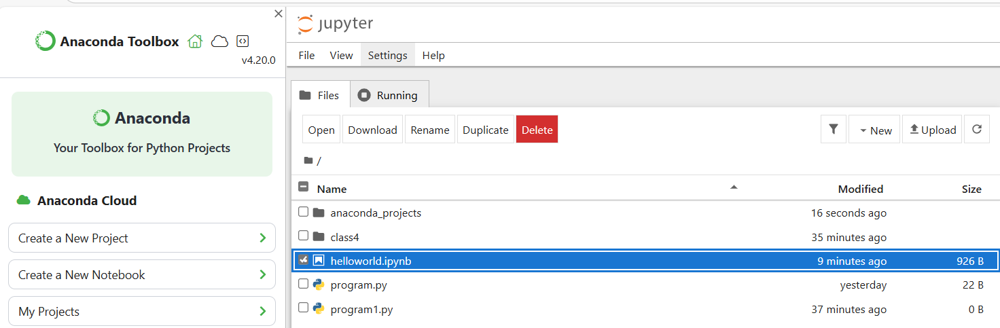 Anaconda Toolbox
v4.20.0
Anaconda
Your Toolbox for Python Projects
Anaconda Cloud
Create a New Project
Create a New Notebook
My Projects
jupyter
File View Settings Help
Files Running
Open Download Rename Duplicate Delete New Upload
/
Name Modified Size
anaconda_projects 16 seconds ago
class4 35 minutes ago
helloworld.ipynb 9 minutes ago 926 B
program.py yesterday 22 B
program1.py 37 minutes ago 0 B